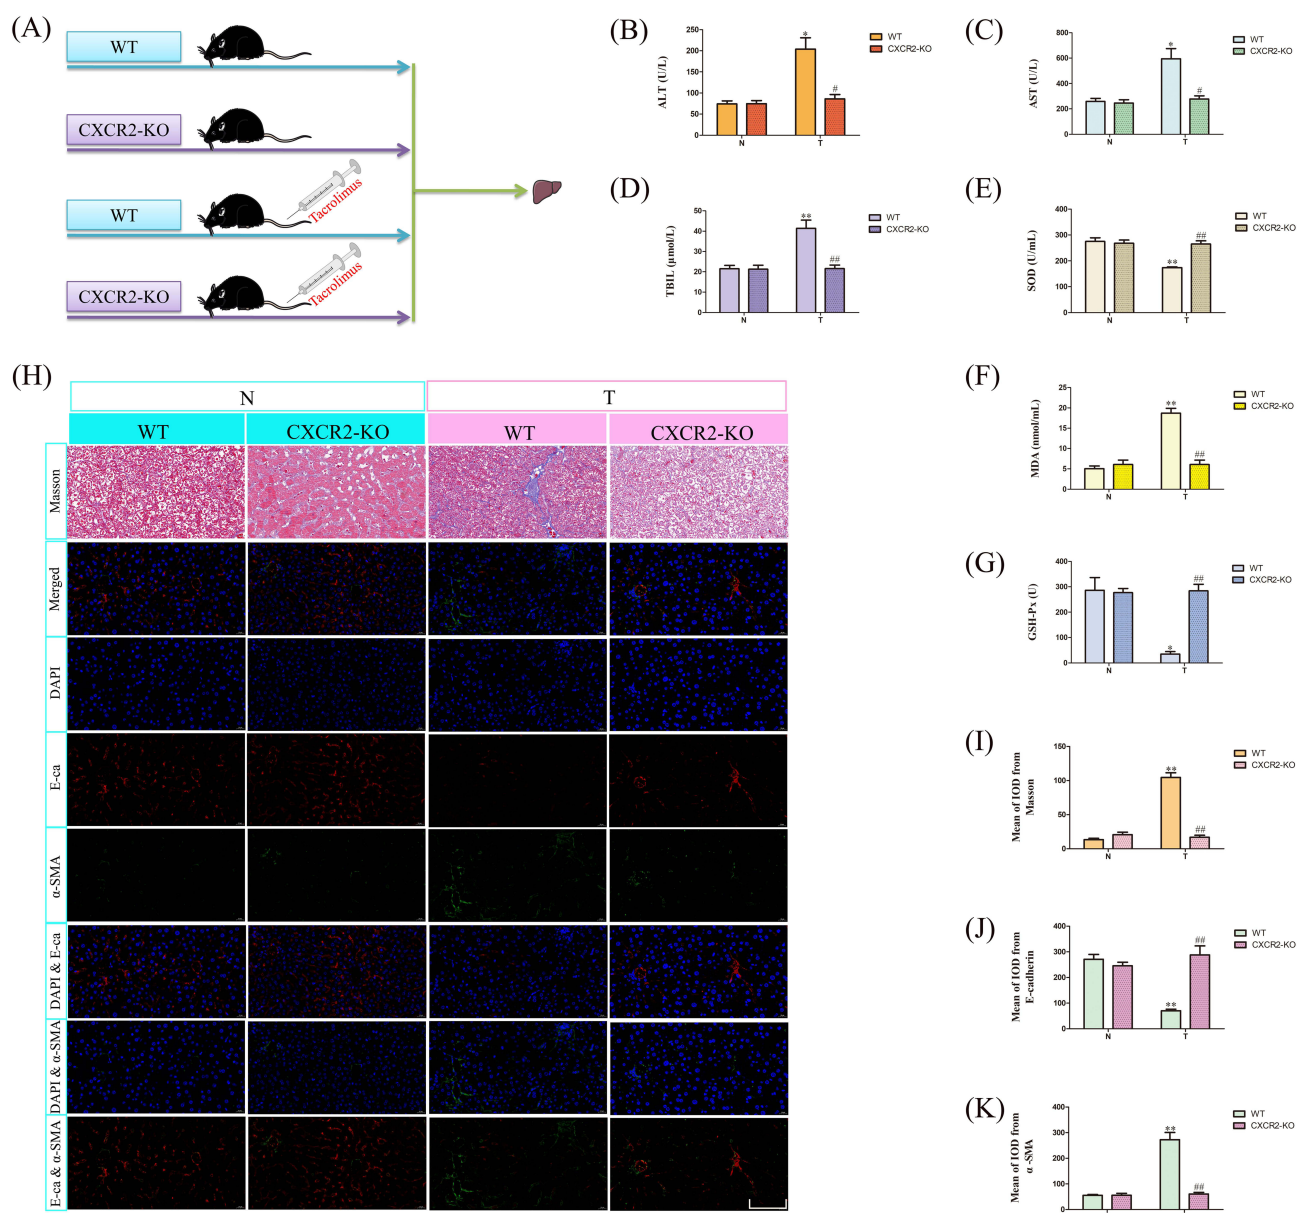 (A)
WT
CXCR2-KO
WT
Tacrolimus
CXCR2-KO
Tacrolimus
(B)
ALT (U/L)
250
200
150
100
50
0
*
#
N
T
WT
CXCR2-KO
(C)
AST (U/L)
800
600
400
200
0
*
#
N
T
WT
CXCR2-KO
(D)
TBIL (μmol/L)
50
40
30
20
10
0
**
##
N
T
WT
CXCR2-KO
(E)
SOD (U/mL)
400
300
200
100
0
**
##
N
T
WT
CXCR2-KO
(F)
MDA (nmol/mL)
25
20
15
10
5
0
**
##
N
T
WT
CXCR2-KO
(G)
GSH-Px (U)
400
300
200
100
0
*
##
N
T
WT
CXCR2-KO
(H)
N
T
WT
CXCR2-KO
WT
CXCR2-KO
Masson
Merged
DAPI
E-ca
α-SMA
DAPI & E-ca
DAPI & α-SMA
E-ca & α-SMA
(I)
Mean of IOD from
Masson
150
100
50
0
**
##
N
T
WT
CXCR2-KO
(J)
Mean of IOD from
E-cadherin
400
300
200
100
0
**
##
N
T
WT
CXCR2-KO
(K)
Mean of IOD from
α -SMA
400
300
200
100
0
**
##
N
T
WT
CXCR2-KO